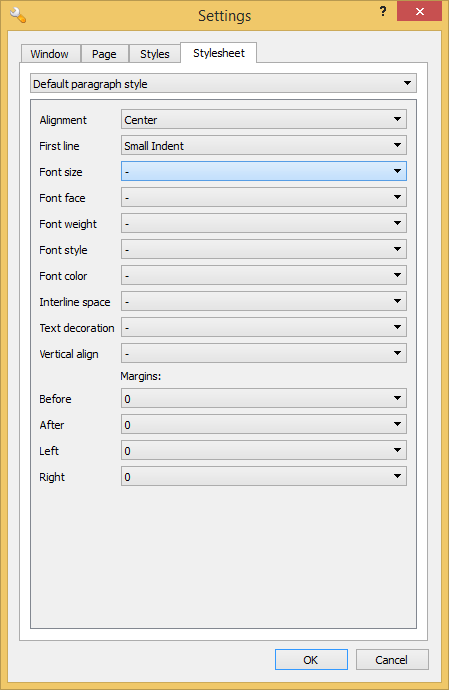 Settings
?
Window Page Styles Stylesheet
Default paragraph style
Alignment Center
First line Small Indent
Font size -
Font face -
Font weight -
Font style -
Font color -
Interline space -
Text decoration -
Vertical align -
Margins:
Before 0
After 0
Left 0
Right 0
OK Cancel